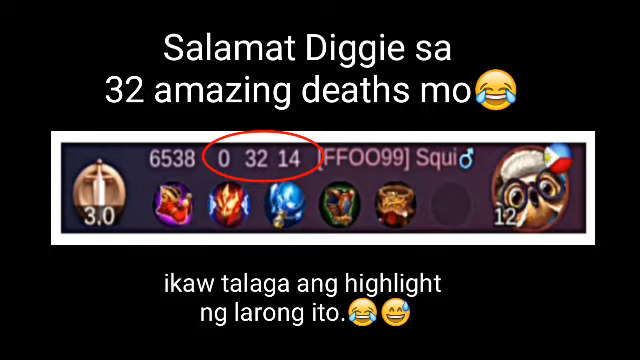 Salamat Diggie sa
32 amazing deaths mo😂
6538 0 32 14 [FFOO99] Squi♂
3.0
12
ikaw talaga ang highlight
ng larong ito.😂😅